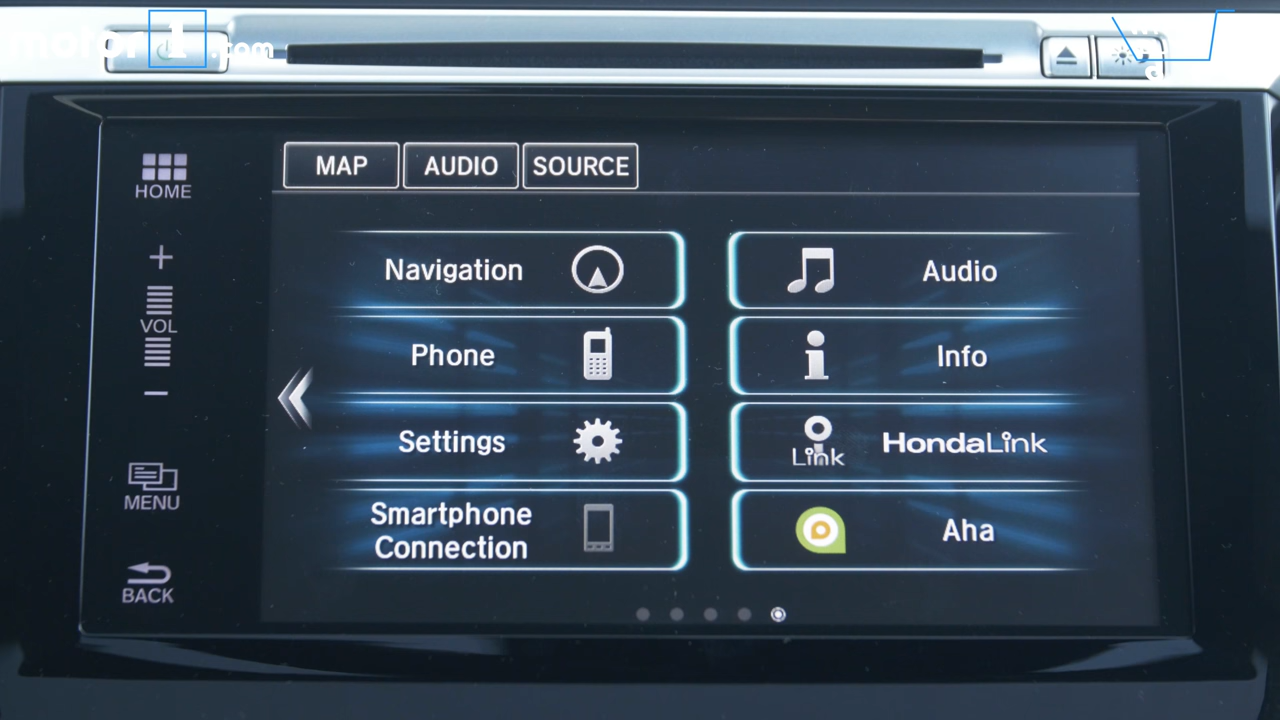 motor1.com
MAP AUDIO SOURCE
HOME
Navigation
Audio
VOL
Phone
Info
Settings
Link HondaLink
MENU
Smartphone
Connection
Aha
BACK